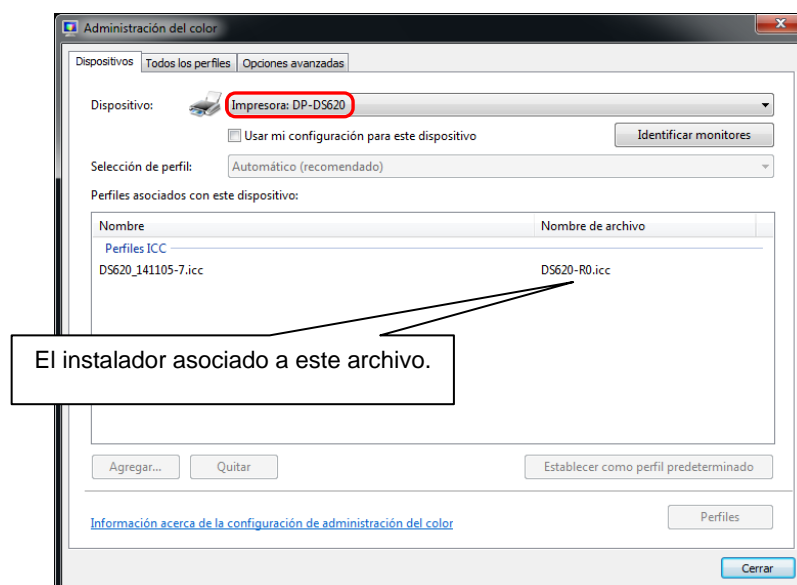 Administración del color
Dispositivos Todos los perfiles Opciones avanzadas
Dispositivo: Impresora: DP-DS620
Usar mi configuración para este dispositivo Identificar monitores
Selección de perfil: Automático (recomendado)
Perfiles asociados con este dispositivo:
Nombre Nombre de archivo
Perfiles ICC
DS620_141105-7.icc DS620-R0.icc
El instalador asociado a este archivo.
Agregar... Quitar Establecer como perfil predeterminado
Información acerca de la configuración de administración del color Perfiles
Cerrar